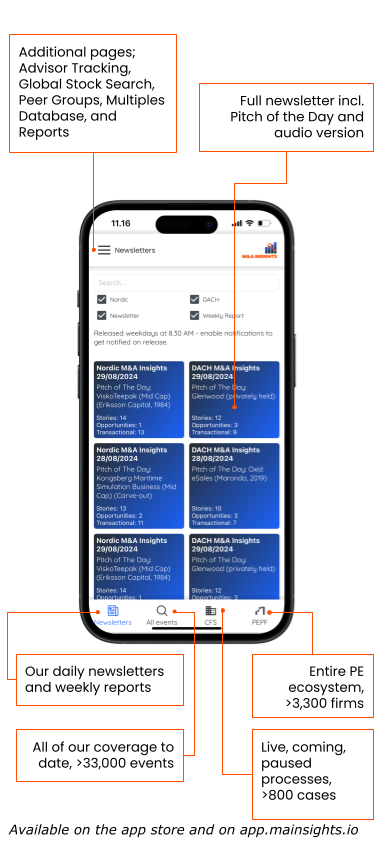 Additional pages;
Advisor Tracking,
Global Stock Search,
Peer Groups, Multiples
Database, and
Reports
Full newsletter incl.
Pitch of the Day and
audio version
11.16
Newsletters
M&A INSIGHTS
Search...
Nordic
DACH
Newsletter
Weekly Report
Released weekdays at 8.30 AM - enable notifications to
get notified on release.
Nordic M&A Insights
29/08/2024
Pitch of The Day:
ViskoTeepak (Mid Cap)
(Eriksson Capital, 1984)
Stories: 14
Opportunities: 1
Transactional: 13
DACH M&A Insights
29/08/2024
Pitch of The Day:
Glenwood (privately held)
Stories: 12
Opportunities: 3
Transactional: 9
Nordic M&A Insights
28/08/2024
Pitch of The Day:
Kongsberg Maritime
Simulation Business (Mid
Cap) (Carve-out)
Stories: 13
Opportunities: 2
Transactional: 11
DACH M&A Insights
28/08/2024
Pitch of The Day: Oxid
eSales (Maronda, 2019)
Stories: 10
Opportunities: 3
Transactional: 7
Nordic M&A Insights
29/08/2024
Pitch of The Day:
ViskoTeepak (Mid Cap)
(Eriksson Capital, 1984)
Stories: 14
Opportunities: 1
DACH M&A Insights
29/08/2024
Pitch of The Day:
Glenwood (privately held)
Stories: 12
Opportunities: 3
Newsletters
All events
CFS
PEPF
Our daily newsletters
and weekly reports
Entire PE
ecosystem,
>3,300 firms
All of our coverage to
date, >33,000 events
Live, coming,
paused
processes,
>800 cases
Available on the app store and on app.mainsights.io